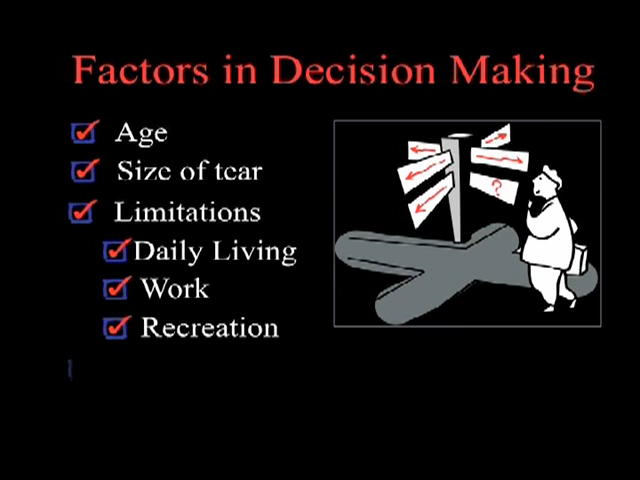 Factors in Decision Making
Age
Size of tear
Limitations
Daily Living
Work
Recreation
?